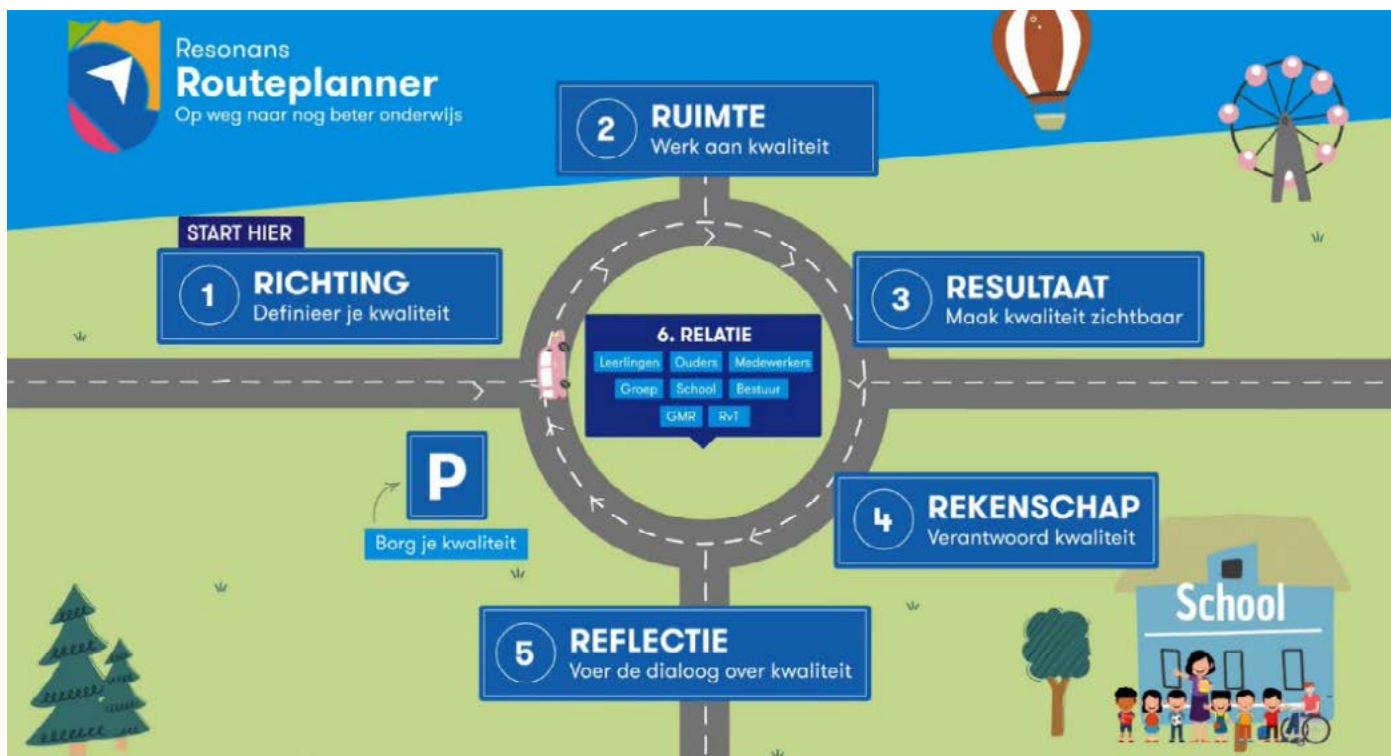 Resonans
Routeplanner
Op weg naar nog beter onderwijs
START HIER
1
RICHTING
Definieer je kwaliteit
2
RUIMTE
Werk aan kwaliteit
3
RESULTAAT
Maak kwaliteit zichtbaar
6. RELATIE
Leerlingen Ouders Medewerkers
Groep School Bestuur
GMR RvT
P
Borg je kwaliteit
4
REKENSCHAP
Verantwoord kwaliteit
5
REFLECTIE
Voer de dialoog over kwaliteit
School